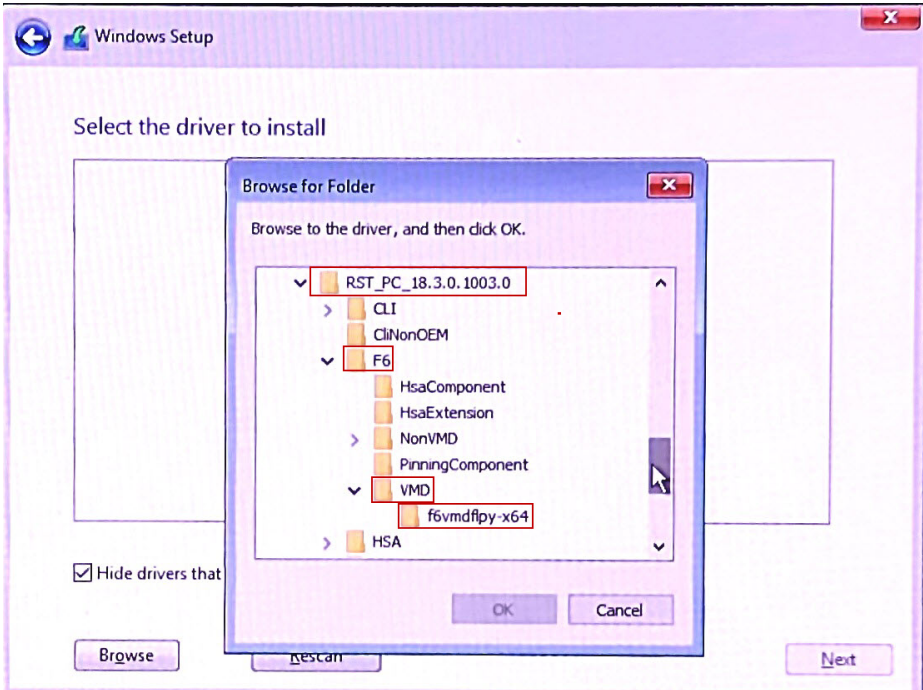 Windows Setup
Select the driver to install
Browse for Folder
Browse to the driver, and then click OK.
RST_PC_18.3.0.1003.0
CLI
CliNonOEM
F6
HsaComponent
HsaExtension
NonVMD
PinningComponent
VMD
f6vmdflpy-x64
HSA
Hide drivers that
OK
Cancel
Browse
Rescan
Next